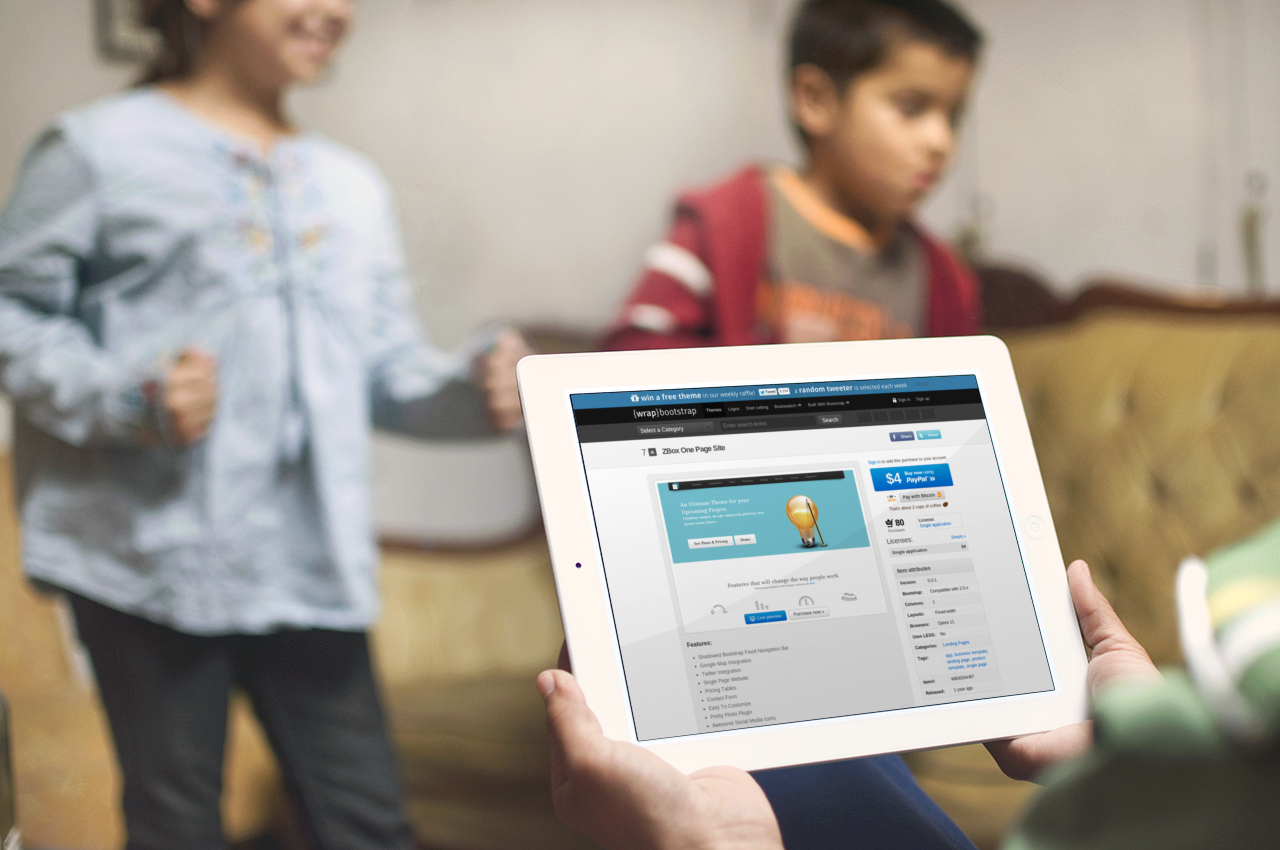 win a free theme in our weekly raffle! Tweet a random tweeter is selected each week
{wrap}bootstrap Themes Login Start selling Bootswatch Built With Bootstrap Sign in Sign up
Select a Category Enter search terms Search
7 ZBox One Page Site Share Tweet
Sign in to add this purchase to your account
$4 Buy now using PayPal
Pay with Bitcoin
That's about 2 cups of coffee
80 Purchases
License:
Single application
Licenses: Details »
Single application $4
An Ultimate Theme for your
Upcoming Project.
See Plans & Pricing Demo
Features that will change the way people work
Live preview Purchase now »
Features:
Shadowed Bootstrap Fixed Navigation Bar
Google Map Integration
Twitter Integration
Single Page Website
Pricing Tables
Contact Form
Easy To Customize
Pretty Photo Plugin
Awesome Social Media Icons
Item attributes
Version: 0.0.1
Bootstrap: Compatible with 2.0.x
Columns: 1
Layouts: Fixed-width
Browsers: Opera 11
Uses LESS: No
Categories: Landing Pages
Tags: app, business template,
landing page, product
template, single page
Item#:
Released: 1 year ago